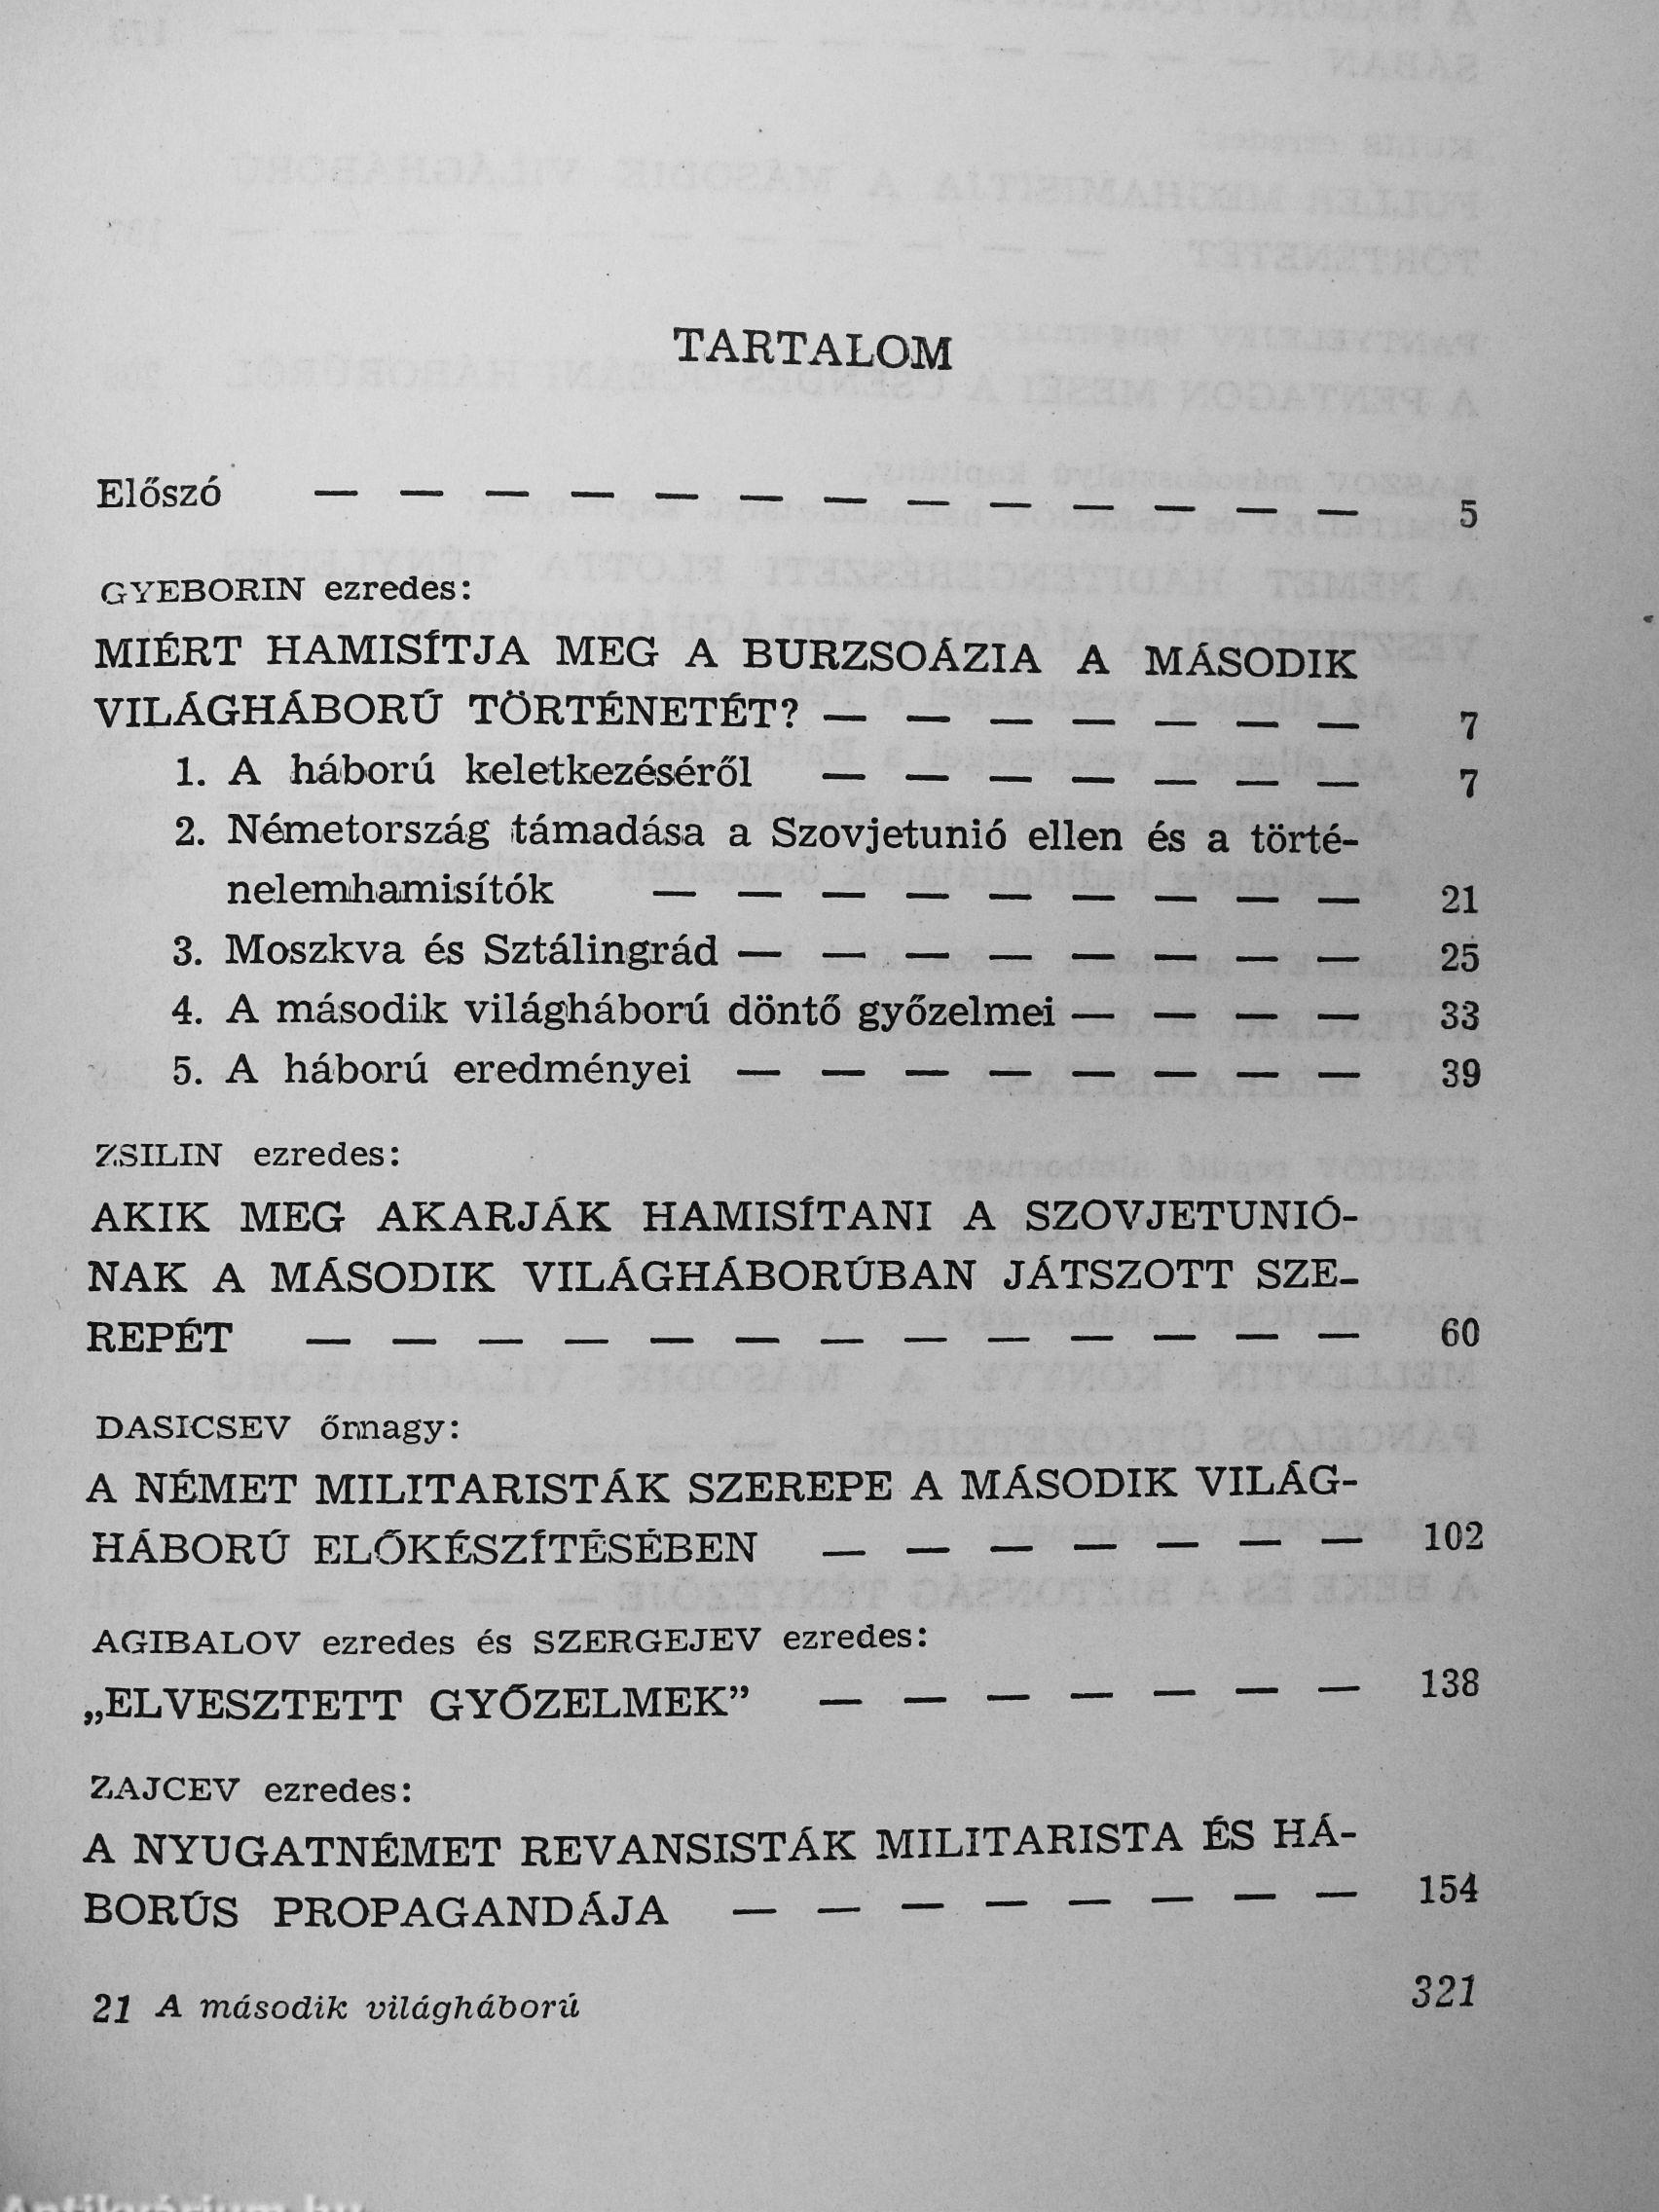 TARTALOM
Előszó — — — — — — — — — — — — — 5
GYEBORIN ezredes:
MIÉRT HAMISÍTJA MEG A BURZSOÁZIA A MÁSODIK
VILÁGHÁBORÚ TÖRTÉNETÉT? — — — — — — — 7
1. A háború keletkezéséről — — — — — — — 7
2. Németország támadása a Szovjetunió ellen és a törté-
nelemhamisítók — — — — — — — — — 21
3. Moszkva és Sztálingrád — — — — — — — — 25
4. A második világháború döntő győzelmei — — — — 33
5. A háború eredményei — — — — — — — — 39
ZSILIN ezredes:
AKIK MEG AKARJÁK HAMISÍTANI A SZOVJETUNIÓ-
NAK A MÁSODIK VILÁGHÁBORÚBAN JÁTSZOTT SZE-
REPÉT — — — — — — — — — — — — — 60
DASICSEV őrnagy:
A NÉMET MILITARISTÁK SZEREPE A MÁSODIK VILÁG-
HÁBORÚ ELŐKÉSZÍTÉSÉBEN — — — — — — — 102
AGIBALOV ezredes és SZERGEJEV ezredes:
„ELVESZTETT GYŐZELMEK” — — — — — — — 138
ZAJCEV ezredes:
A NYUGATNÉMET REVANSISTÁK MILITARISTA ÉS HÁ-
BORÚS PROPAGANDÁJA — — — — — — — — 154
21 A második világháború 321